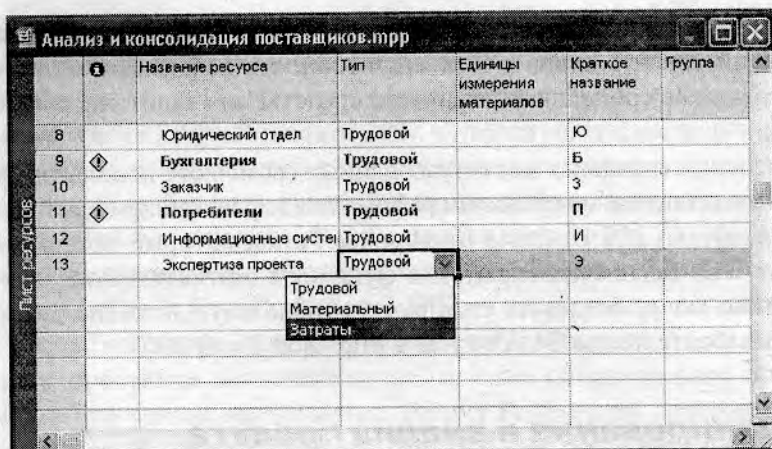 Анализ и консолидация поставщиков.mpp
Название ресурса Тип Единицы измерения материалов Краткое название Группа
8 Юридический отдел Трудовой Ю
9 Бухгалтерия Трудовой Б
10 Заказчик Трудовой З
11 Потребители Трудовой П
12 Информационные систе Трудовой И
13 Экспертиза проекта Трудовой Э
Трудовой
Материальный
Затраты
Лист ресурсов